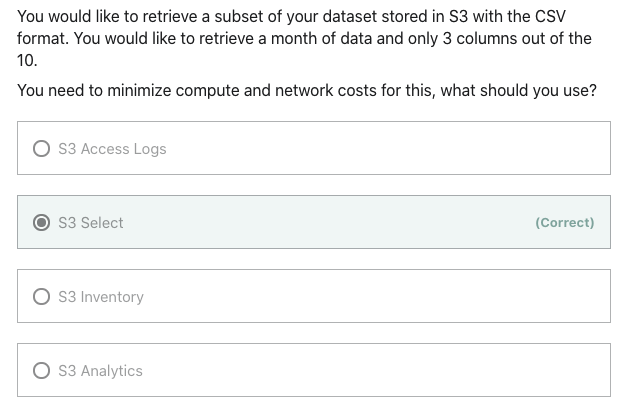 You would like to retrieve a subset of your dataset stored in S3 with the CSV
format. You would like to retrieve a month of data and only 3 columns out of the
10.
You need to minimize compute and network costs for this, what should you use?
S3 Access Logs
S3 Select (Correct)
S3 Inventory
S3 Analytics